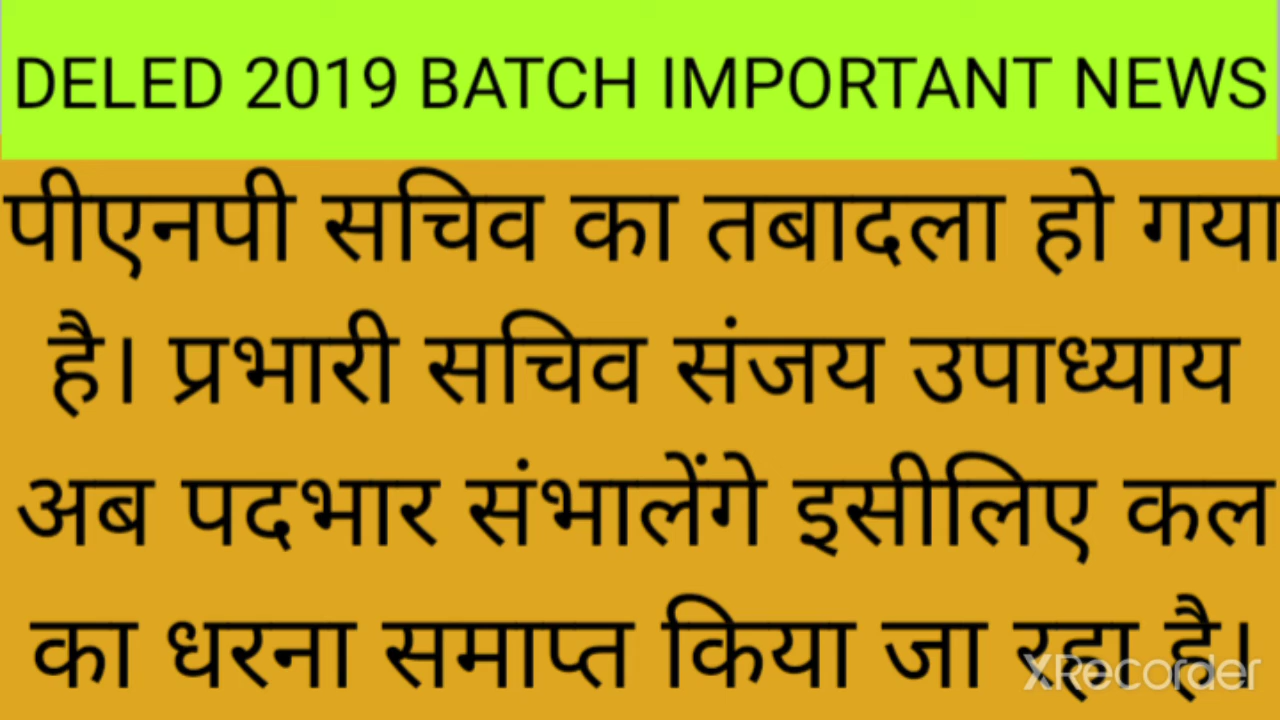 DELED 2019 BATCH IMPORTANT NEWS
पीएनपी सचिव का तबादला हो गया
है। प्रभारी सचिव संजय उपाध्याय
अब पदभार संभालेंगे इसीलिए कल
का धरना समाप्त किया जा रहा है।
XRecorder